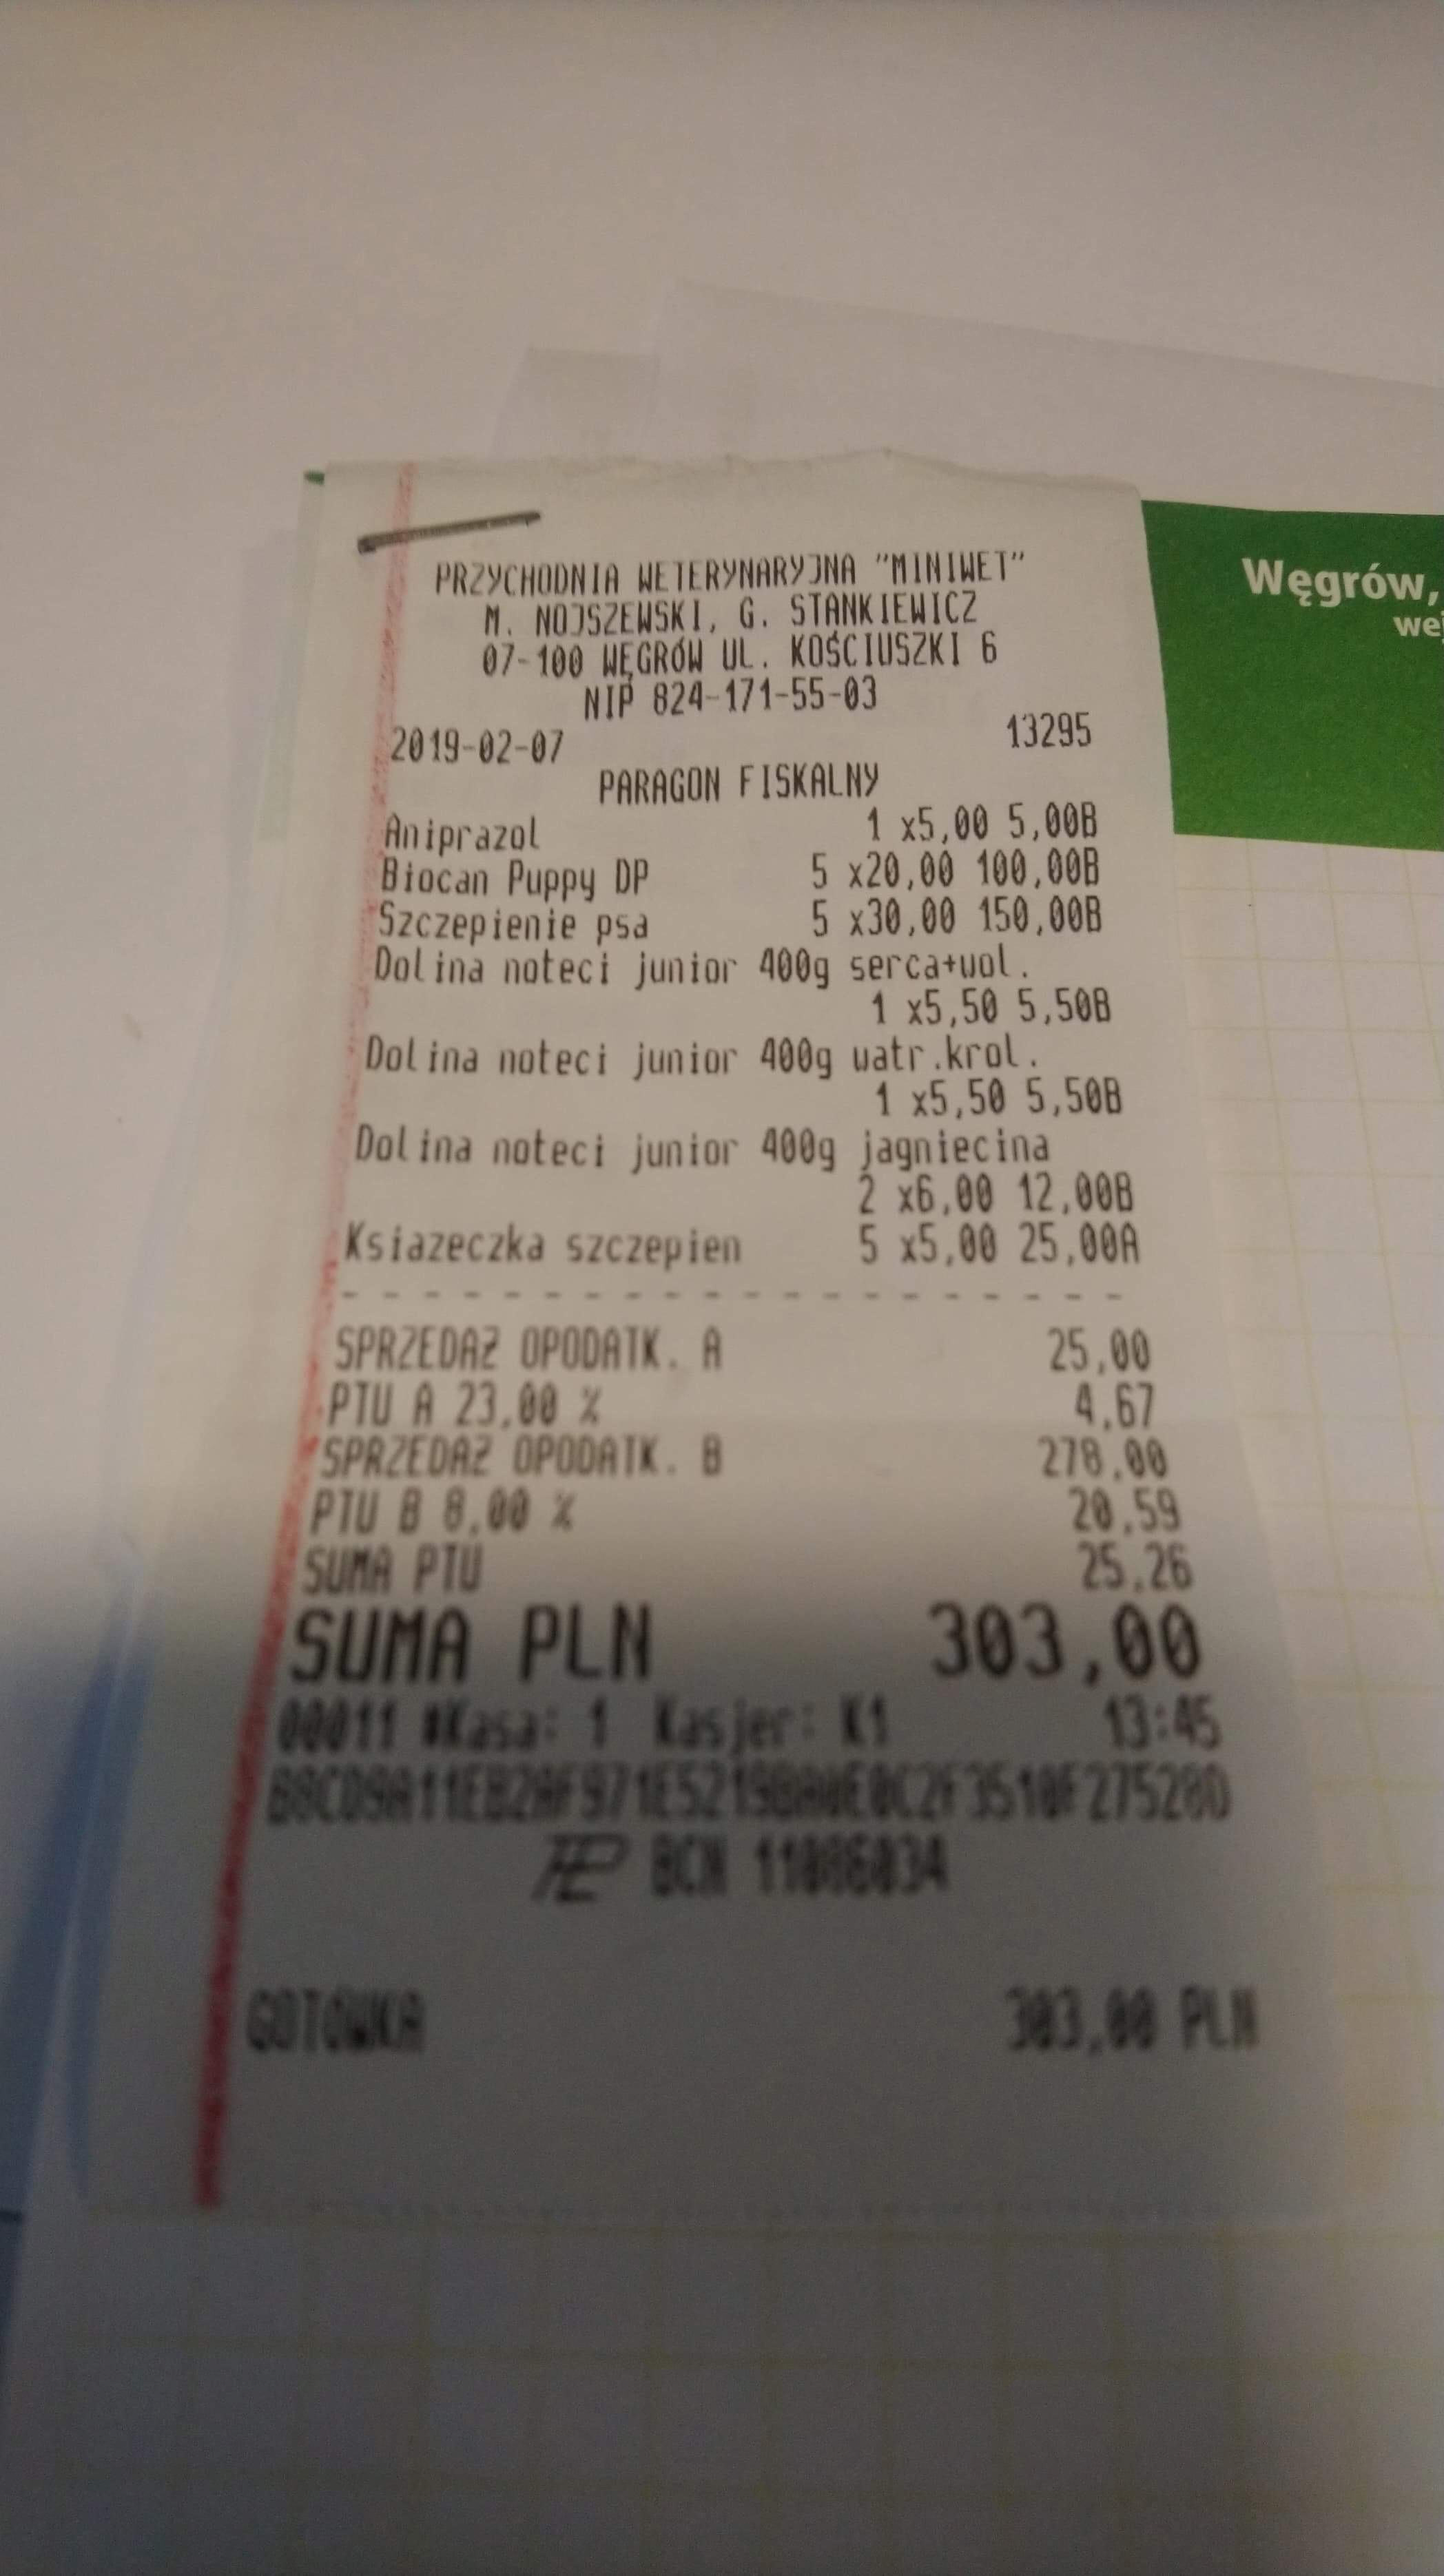 PRZYCHODNIA WETERYNARYJNA "MINIWET"
M. NOJSZEWSKI, G. STANKIEWICZ
07-100 WĘGRÓW UL. KOŚCIUSZKI 6
NIP 824-171-55-03
2019-02-07 13295
PARAGON FISKALNY
Aniprazol 1 x5,00 5,00B
Biocan Puppy DP 5 x20,00 100,00B
Szczepienie psa 5 x30,00 150,00B
Dolina noteci junior 400g serca+wol.
1 x5,50 5,50B
Dolina noteci junior 400g watr.krol.
1 x5,50 5,50B
Dolina noteci junior 400g jagniecina
2 x6,00 12,00B
Ksiazeczka szczepien 5 x5,00 25,00A
SPRZEDAŻ OPODATK. A 25,00
PTU A 23,00 % 4,67
SPRZEDAŻ OPODATK. B 278,00
PTU B 8,00 % 20,59
SUMA PTU 25,26
SUMA PLN 303,00
00011 #Kasa: 1 Kasjer: K1 13:45
BCN 11086034
GOTÓWKA 303,00 PLN
Węgrów,